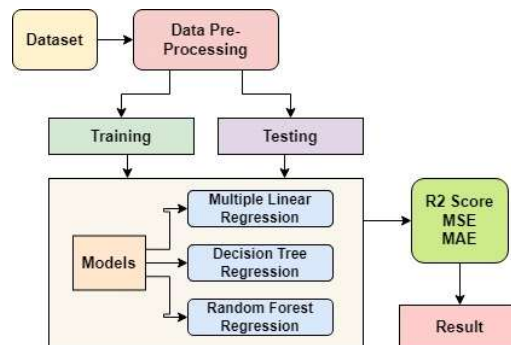 Dataset
Data Pre-
Processing
Training
Testing
Models
Multiple Linear
Regression
Decision Tree
Regression
Random Forest
Regression
R2 Score
MSE
MAE
Result